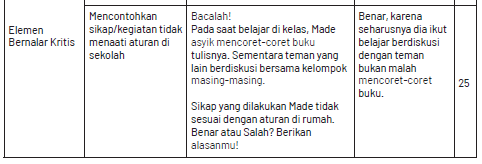 Elemen
Bernalar Kritis
Mencontohkan
sikap/kegiatan tidak
menaati aturan di
sekolah
Bacalah!
Pada saat belajar di kelas, Made
asyik mencoret-coret buku
tulisnya. Sementara teman yang
lain berdiskusi bersama kelompok
masing-masing.
Sikap yang dilakukan Made tidak
sesuai dengan aturan di rumah.
Benar atau Salah? Berikan
alasanmu!
Benar, karena
seharusnya dia ikut
belajar berdiskusi
dengan teman
bukan malah
mencoret-coret
buku.
25